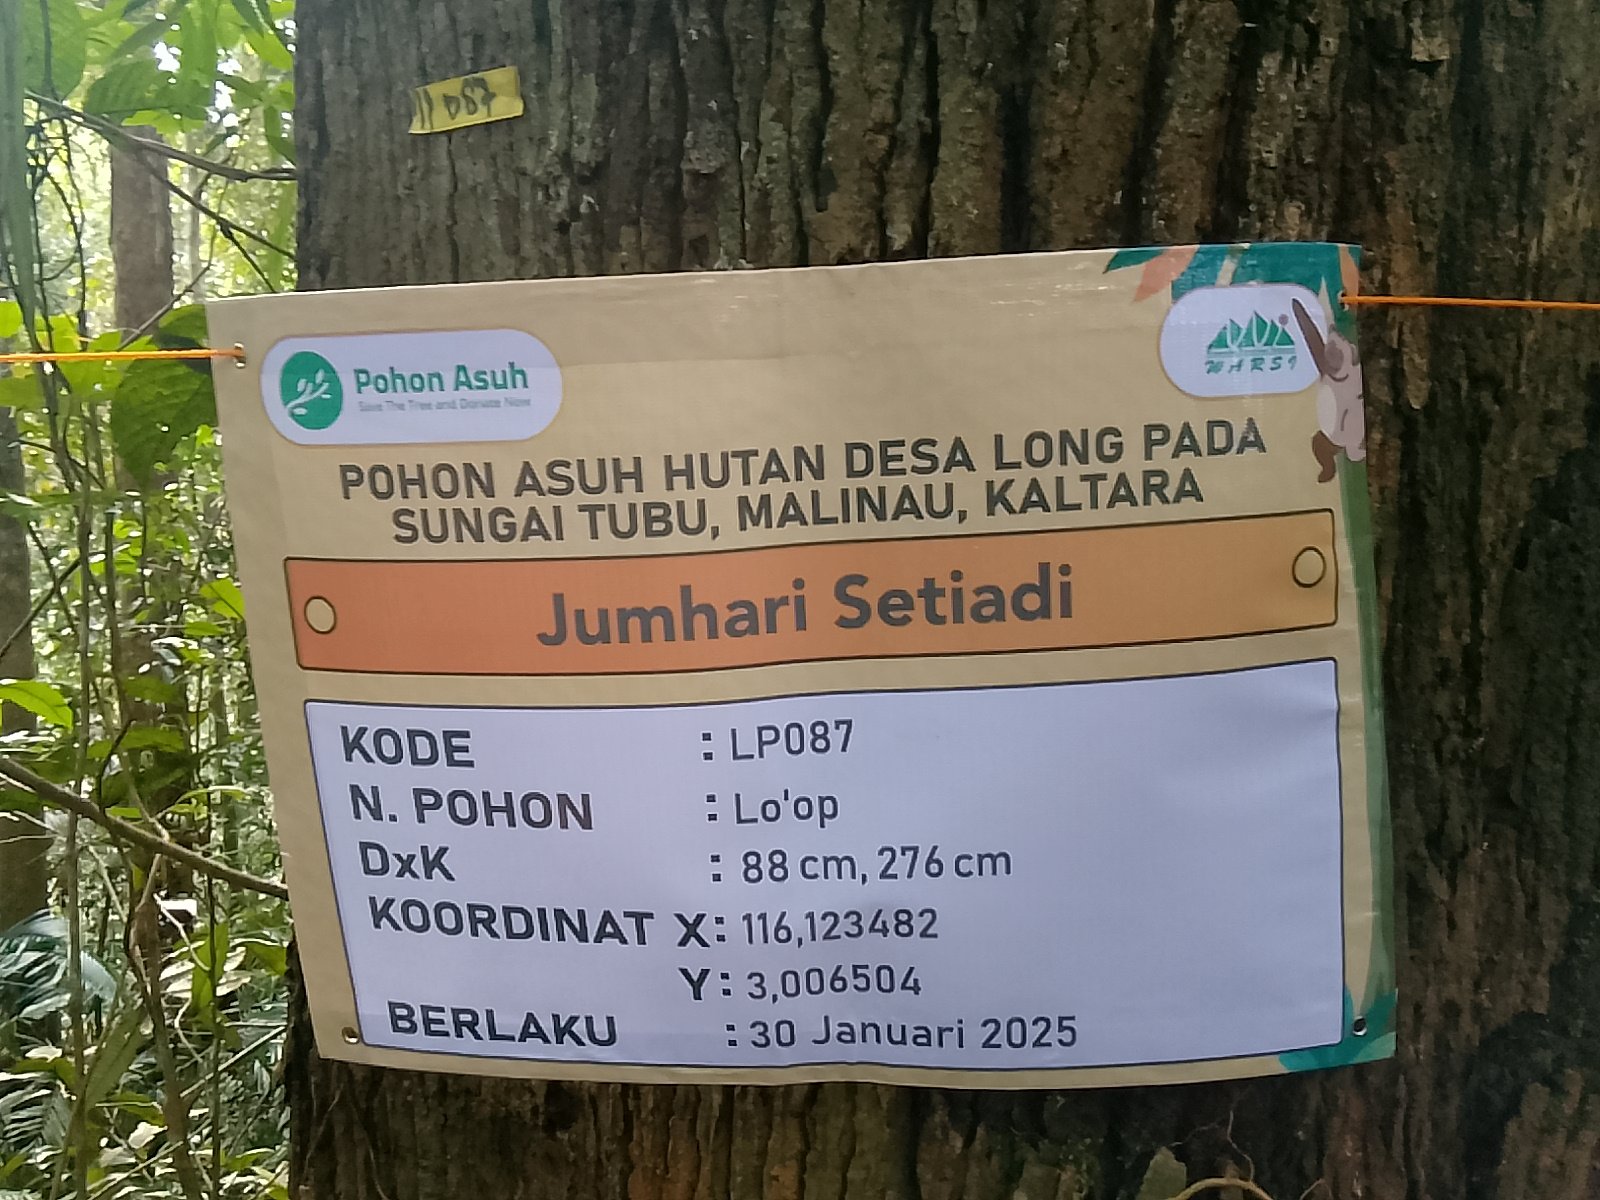 11 087
Pohon Asuh
Save The Tree and Donate Now
WARSI
POHON ASUH HUTAN DESA LONG PADA
SUNGAI TUBU, MALINAU, KALTARA
Jumhari Setiadi
KODE : LP087
N. POHON : Lo'op
DxK : 88 cm, 276 cm
KOORDINAT X: 116,123482
Y: 3,006504
BERLAKU : 30 Januari 2025